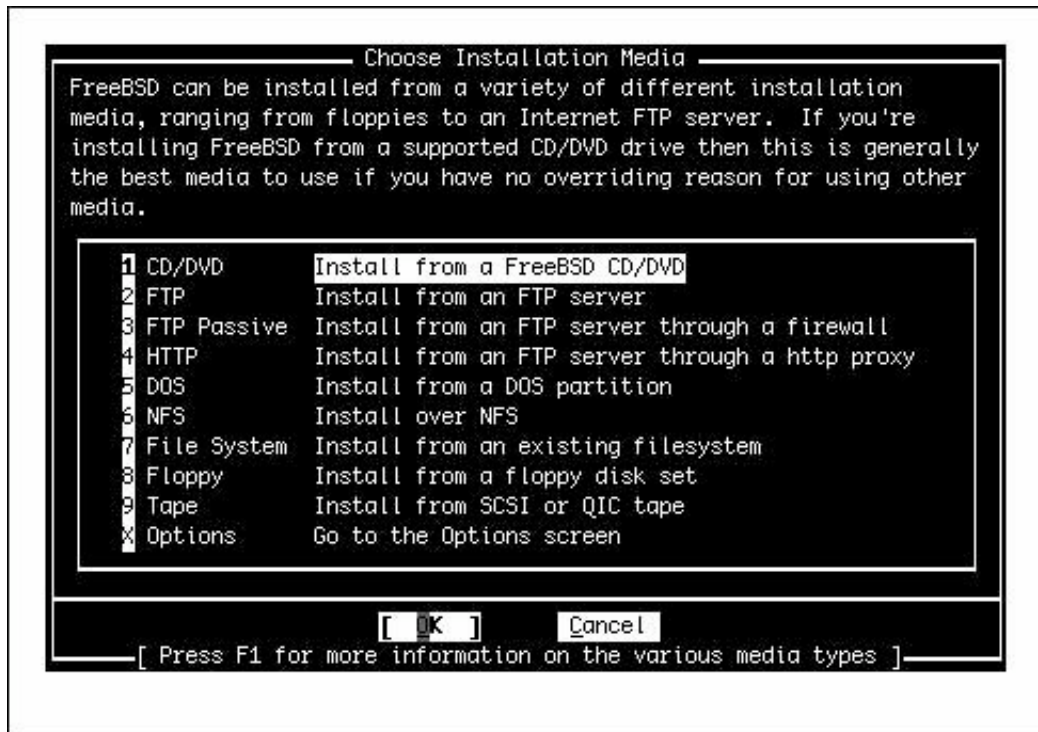 Choose Installation Media
FreeBSD can be installed from a variety of different installation
media, ranging from floppies to an Internet FTP server.  If you're
installing FreeBSD from a supported CD/DVD drive then this is generally
the best media to use if you have no overriding reason for using other
media.
1 CD/DVD Install from a FreeBSD CD/DVD
2 FTP Install from an FTP server
3 FTP Passive Install from an FTP server through a firewall
4 HTTP Install from an FTP server through a http proxy
5 DOS Install from a DOS partition
6 NFS Install over NFS
7 File System Install from an existing filesystem
8 Floppy Install from a floppy disk set
9 Tape Install from SCSI or QIC tape
X Options Go to the Options screen
[ OK ] Cancel
[ Press F1 for more information on the various media types ]